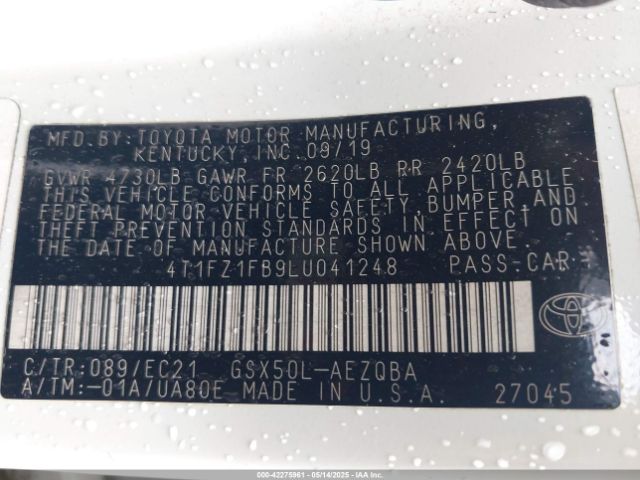 MFD.BY:TOYOTA MOTOR MANUFACTURING,
KENTUCKY,INC.09/19
GVWR 4730LB GAWR FR 2620LB RR 2420LB
THIS VEHICLE CONFORMS TO ALL APPLICABLE
FEDERAL MOTOR VEHICLE SAFETY,BUMPER,AND
THEFT PREVENTION STANDARDS IN EFFECT ON
THE DATE OF MANUFACTURE SHOWN ABOVE.
4T1FZ1FB9LU041248 PASS.CAR
C/TR:089/EC21 GSX50L-AEZQBA
A/TM:-01A/UA80E MADE IN U.S.A. 27045
000-42275961 - 05/14/2025 - IAAI.COM